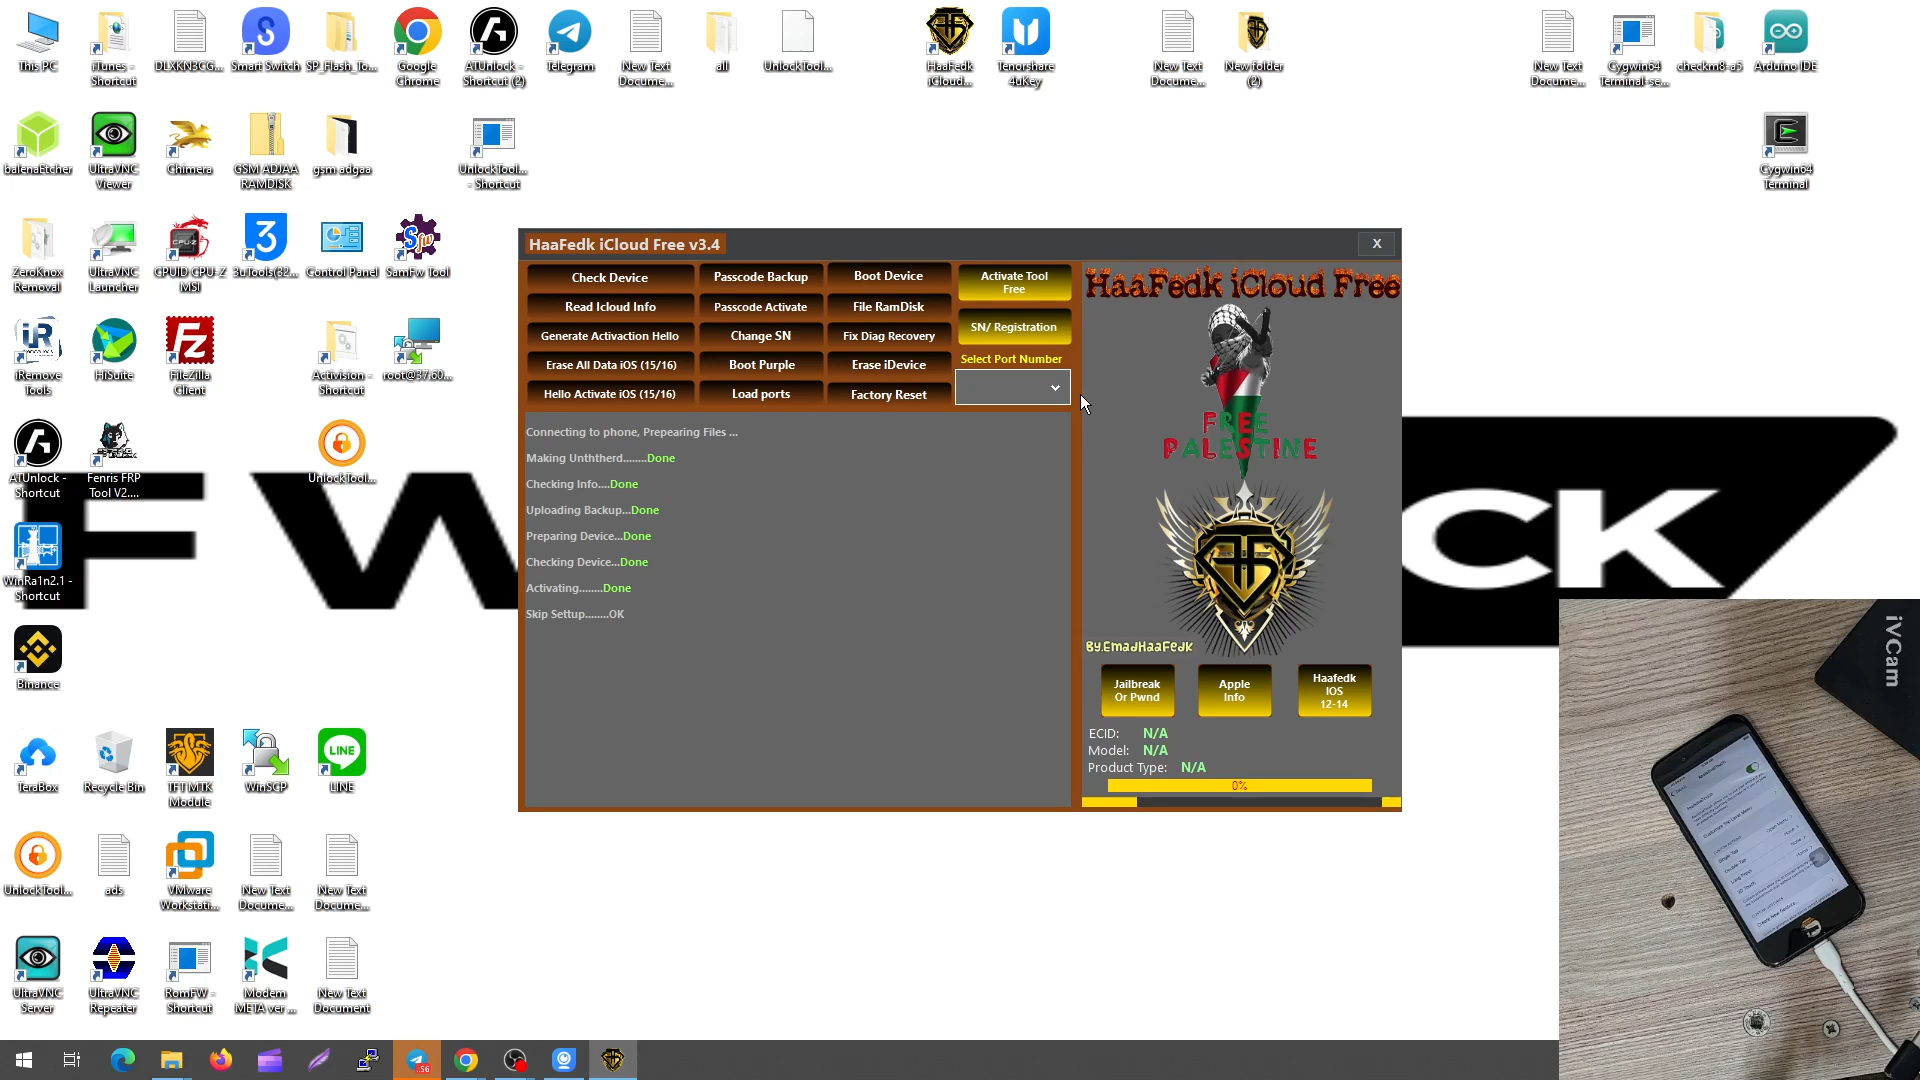 This PC
iTunes - Shortcut
DLXKN3CG...
Smart Switch
SP_Flash_To...
Google Chrome
ATUnlock - Shortcut (2)
Telegram
New Text Docume...
all
UnlockTool...
HaaFedk iCloud...
Tenorshare 4uKey
New Text Docume...
New folder (2)
New Text Docume...
Cygwin64 Terminal-se...
checkm8-a5
Arduino IDE
balenaEtcher
UltraVNC Viewer
Chimera
GSM ADJAA RAMDISK
gsm adgaa
UnlockTool... - Shortcut
Cygwin64 Terminal
ZeroKnox Removal
UltraVNC Launcher
CPUID CPU-Z MSI
3uTools(32...
Control Panel
SamFw Tool
iRemove Tools
HiSuite
FileZilla Client
Activision - Shortcut
root@37.60...
ATUnlock - Shortcut
Fenris FRP Tool V2....
UnlockTool...
WinRa1n2.1 - Shortcut
Binance
TeraBox
Recycle Bin
TFT MTK Module
WinSCP
LINE
UnlockTool...
ads
VMware Workstati...
New Text Docume...
New Text Docume...
UltraVNC Server
UltraVNC Repeater
RomFW - Shortcut
Modem META ver ...
New Text Document
F W
CK
HaaFedk iCloud Free v3.4
X
Check Device
Passcode Backup
Boot Device
Activate Tool Free
Read Icloud Info
Passcode Activate
File RamDisk
SN/ Registration
Generate Activaction Hello
Change SN
Fix Diag Recovery
Select Port Number
Erase All Data iOS (15/16)
Boot Purple
Erase iDevice
Hello Activate iOS (15/16)
Load ports
Factory Reset
Connecting to phone, Prepearing Files ...
Making Unththerd........Done
Checking Info....Done
Uploading Backup...Done
Preparing Device...Done
Checking Device...Done
Activating........Done
Skip Settup........OK
HaaFedk iCloud Free
FREE
PALESTINE
By.EmadHaaFedk
Jailbreak Or Pwnd
Apple Info
Haafedk IOS 12-14
ECID: N/A
Model: N/A
Product Type: N/A
0%
iVCam
56